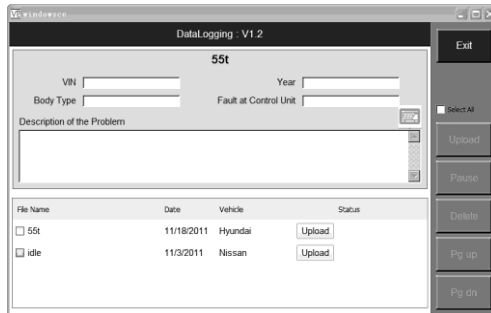 windowsce
DataLogging : V1.2
Exit
55t
VIN
Year
Body Type
Fault at Control Unit
Select All
Description of the Problem
Upload
Pause
File Name Date Vehicle Status
Delete
55t 11/18/2011 Hyundai Upload
idle 11/3/2011 Nissan Upload
Pg up
Pg dn